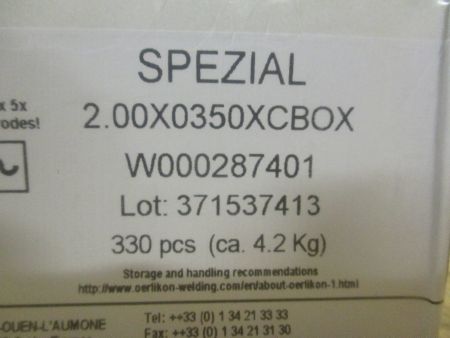 SPEZIAL
x 5x
odes!
2.00X0350XCBOX
W000287401
Lot: 371537413
330 pcs (ca. 4.2 Kg)
Storage and handling recommendations
http://www.oerlikon-welding.com/en/about-oerlikon-1.html
-OUEN-L'AUMONE
Tel: ++33 (0) 1 34 21 33 33
Fax: ++33 (0) 1 34 21 31 30